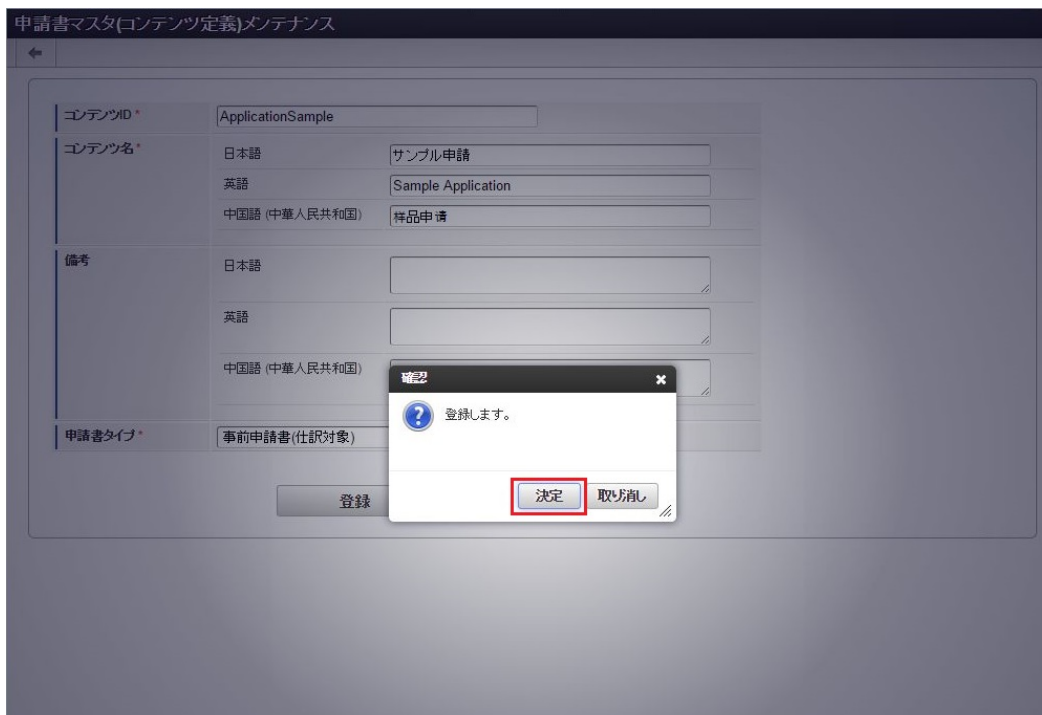 申請書マスタ(コンテンツ定義)メンテナンス
コンテンツID *
ApplicationSample
コンテンツ名 *
日本語
サンプル申請
英語
Sample Application
中国語 (中華人民共和国)
样品申请
備考
日本語
英語
中国語 (中華人民共和国)
申請書タイプ *
事前申請書(仕訳対象)
登録
確認
登録します。
決定
取り消し